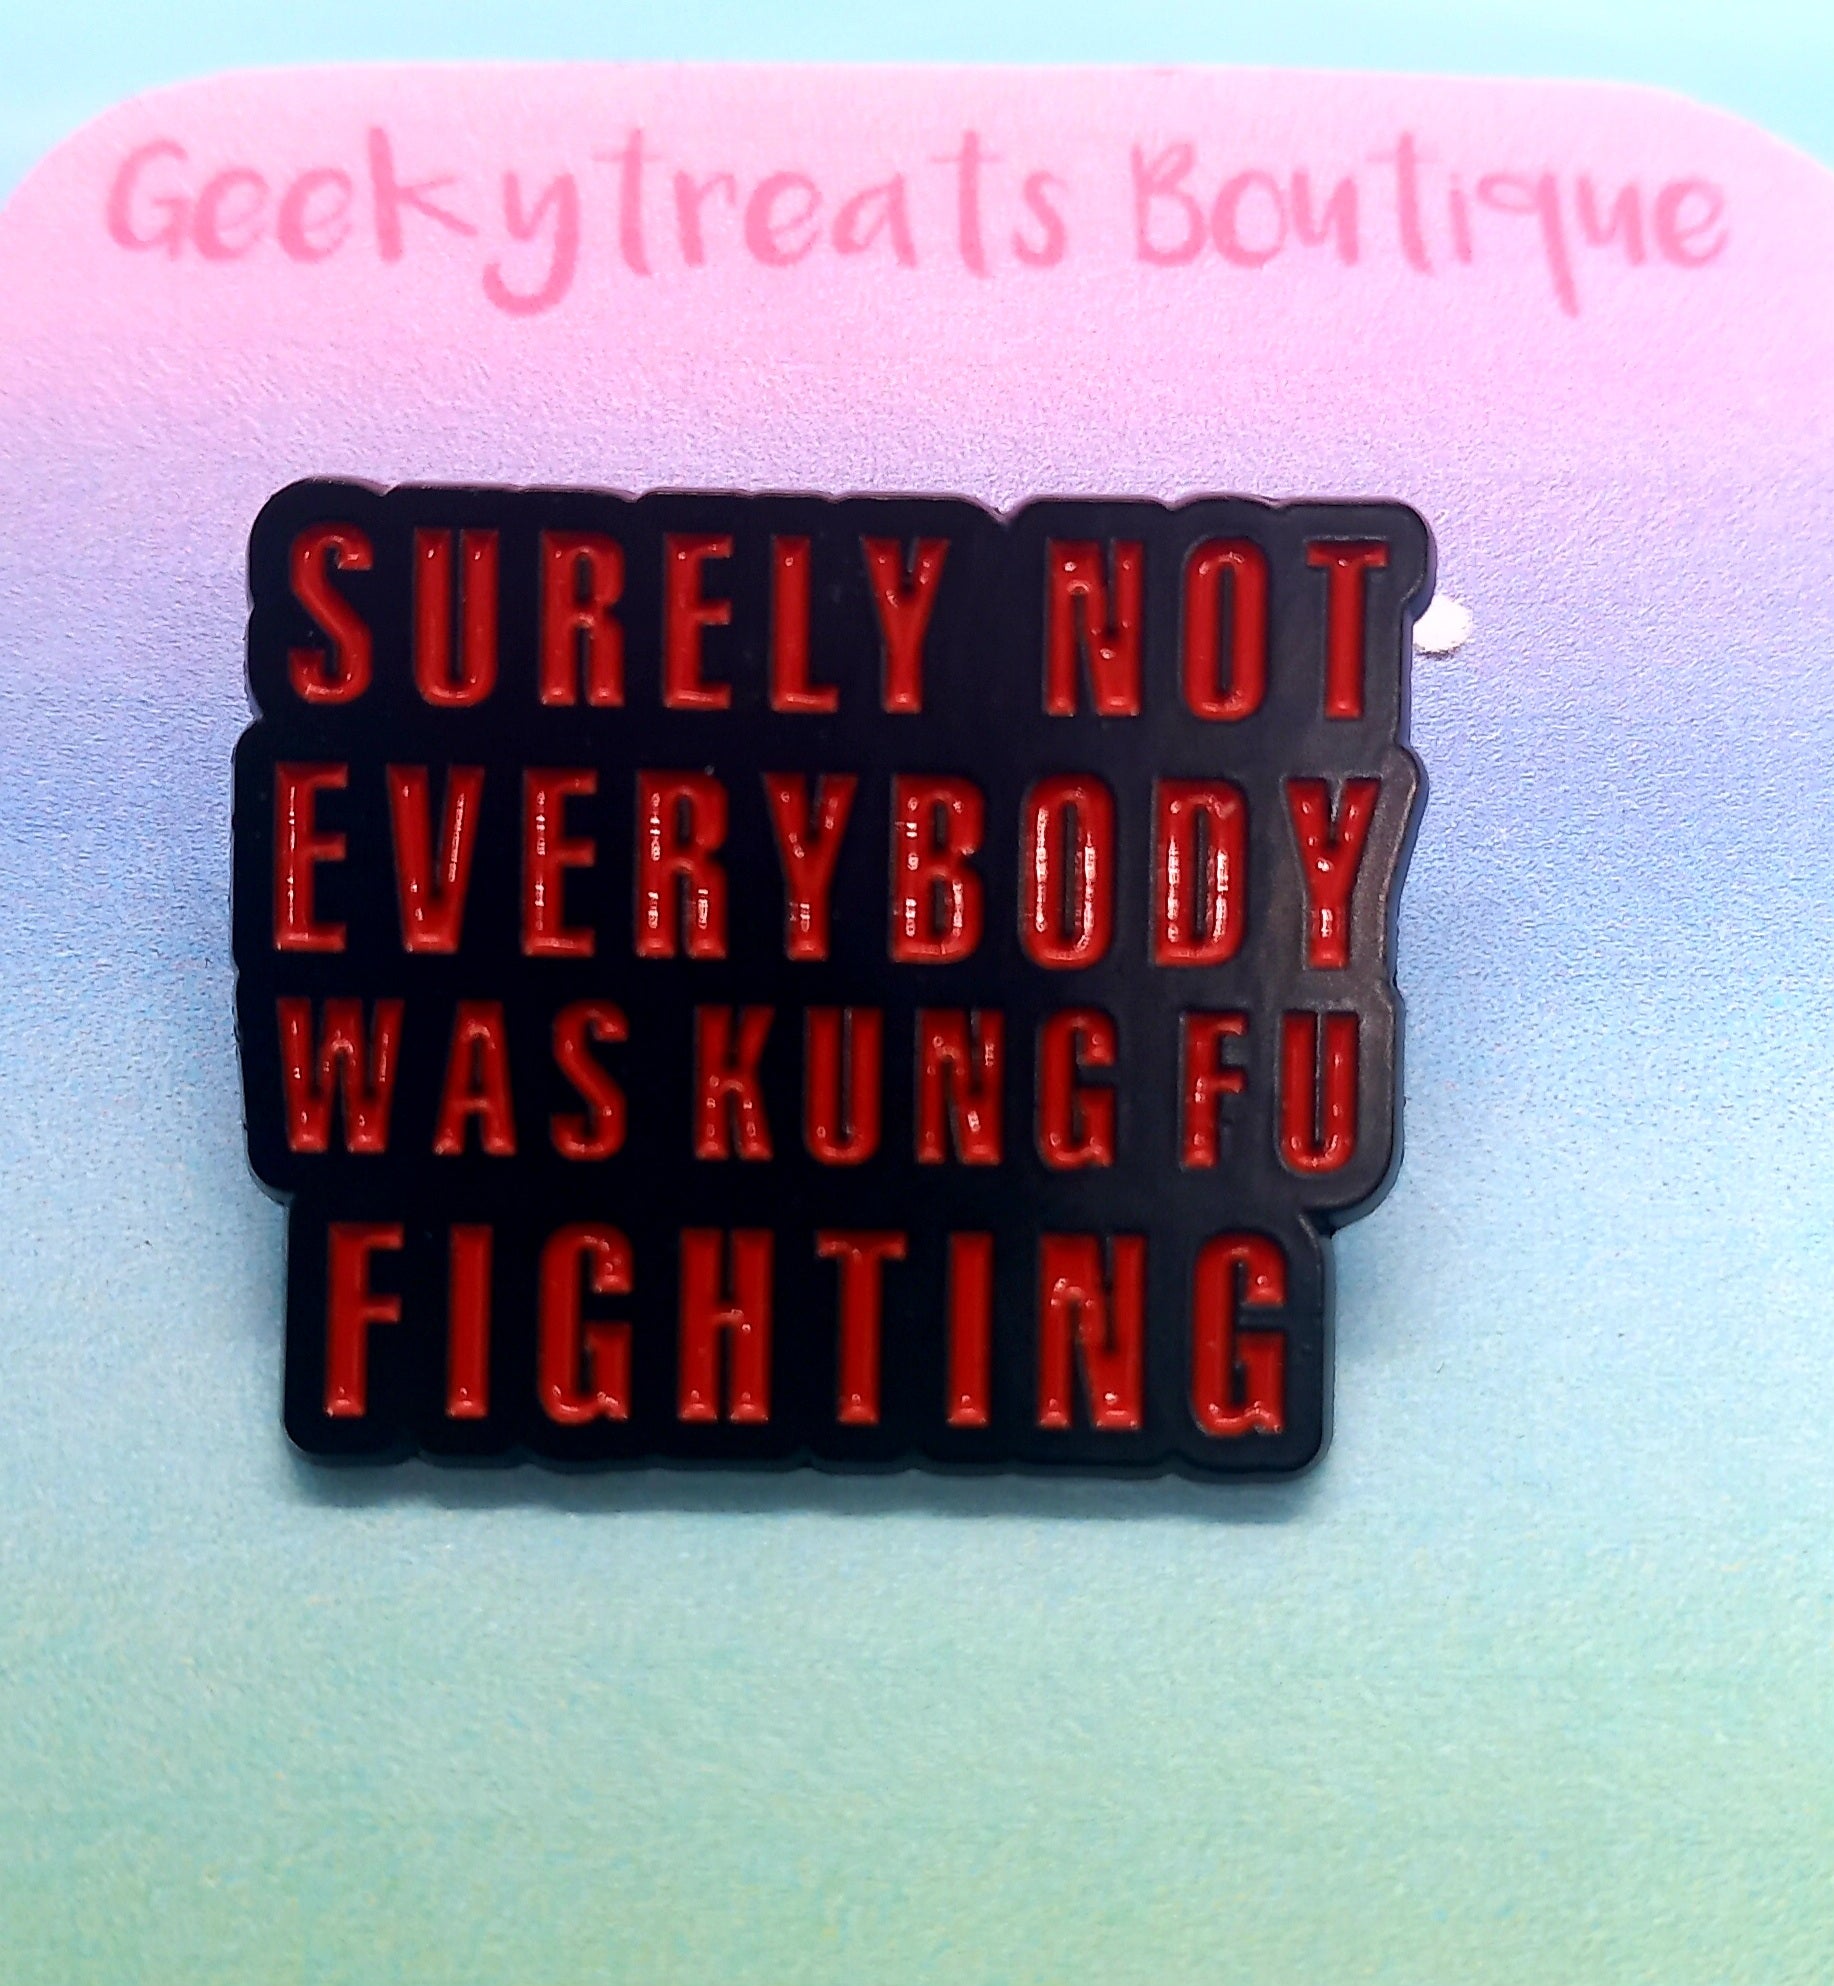 Geekytreats Boutique
SURELY NOT
EVERYBODY
WAS KUNG FU
FIGHTING